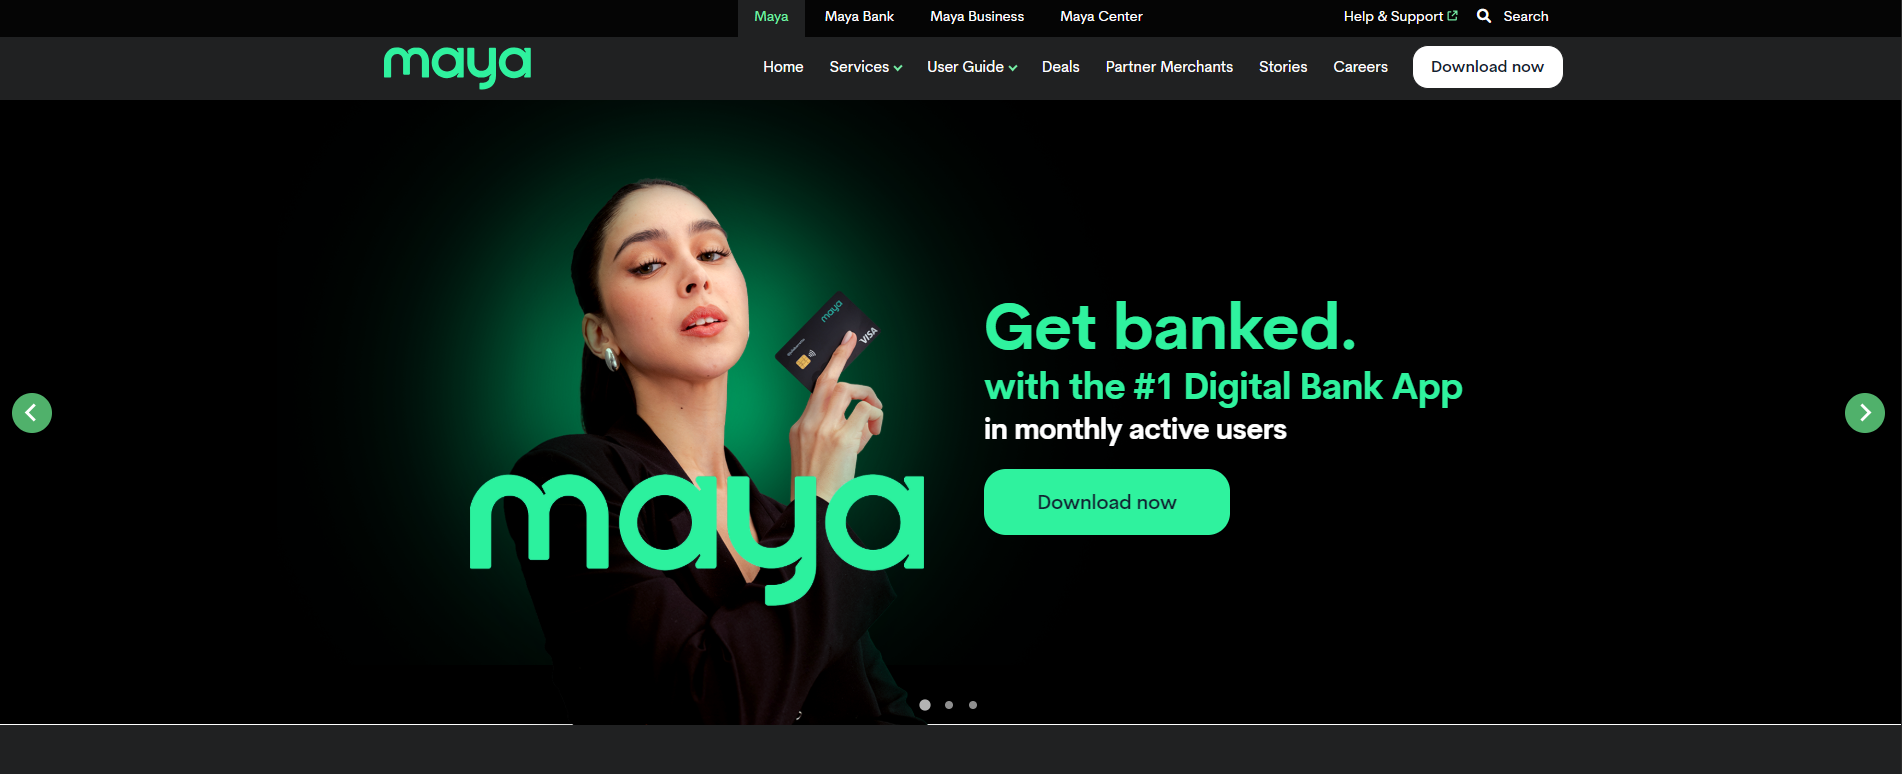 Maya Maya Bank Maya Business Maya Center Help & Support Search
maya Home Services User Guide Deals Partner Merchants Stories Careers Download now
maya
VISA
Get banked.
with the #1 Digital Bank App
in monthly active users
maya
Download now